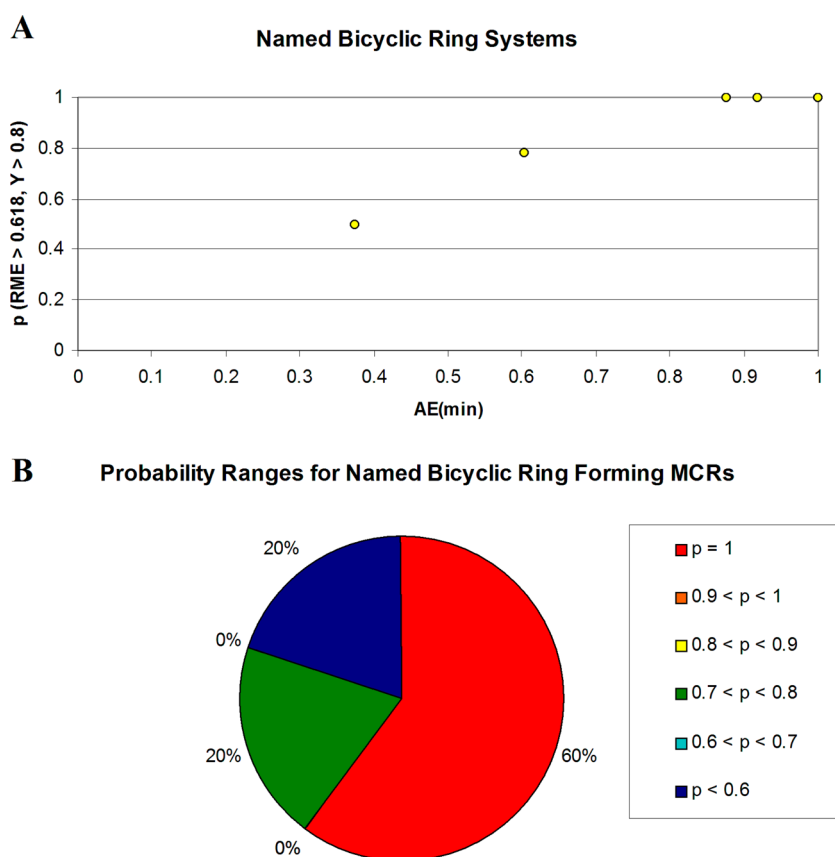 A
Named Bicyclic Ring Systems
p (RME > 0.618, Y > 0.8)
1
0.8
0.6
0.4
0.2
0
0 0.1 0.2 0.3 0.4 0.5 0.6 0.7 0.8 0.9 1
AE(min)
B
Probability Ranges for Named Bicyclic Ring Forming MCRs
20%
0%
20%
0%
60%
p = 1
0.9 < p < 1
0.8 < p < 0.9
0.7 < p < 0.8
0.6 < p < 0.7
p < 0.6